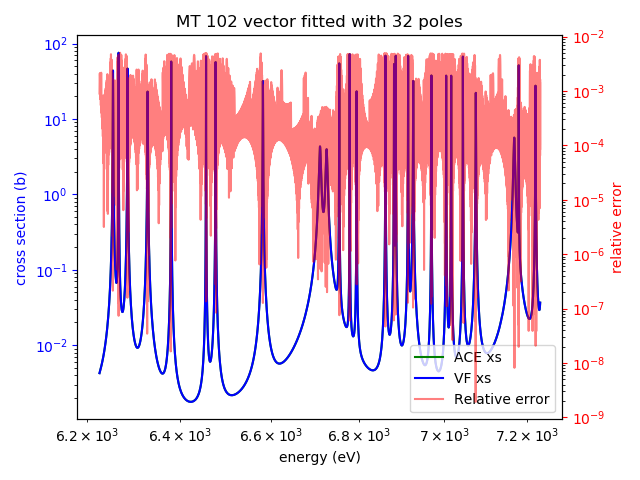 MT 102 vector fitted with 32 poles
10²
10¹
10⁰
10⁻¹
10⁻²
cross section (b)
10⁻²
10⁻³
10⁻⁴
10⁻⁵
10⁻⁶
10⁻⁷
10⁻⁸
10⁻⁹
relative error
ACE xs
VF xs
Relative error
6.2 × 10³ 6.4 × 10³ 6.6 × 10³ 6.8 × 10³ 7 × 10³ 7.2 × 10³
energy (eV)